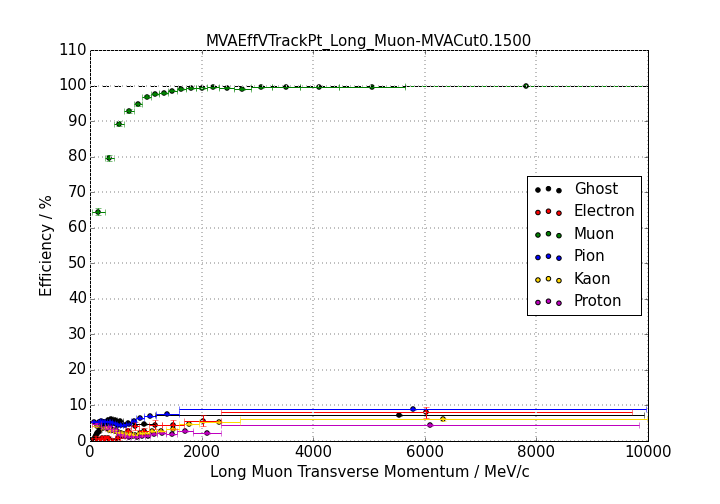 MVAEffVTrackPt_Long_Muon-MVACut0.1500
110
100
90
80
70
60
50
40
30
20
10
0
Efficiency / %
Ghost
Electron
Muon
Pion
Kaon
Proton
0 2000 4000 6000 8000 10000
Long Muon Transverse Momentum / MeV/c